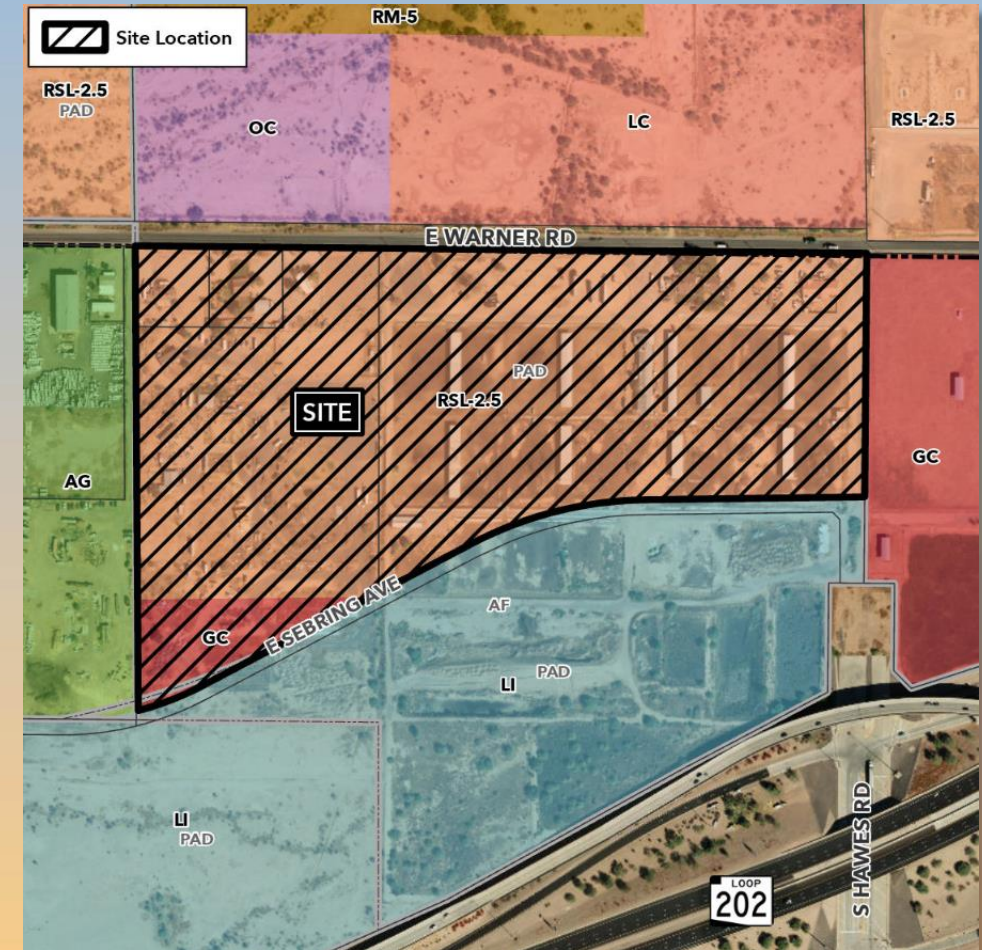 Site Location
RM-5
RSL-2.5
PAD
OC
LC
RSL-2.5
E WARNER RD
PAD
RSL-2.5
SITE
AG
GC
GC
E SEBRING AVE
AF
PAD
LI
LI
PAD
S HAWES RD
LOOP
202